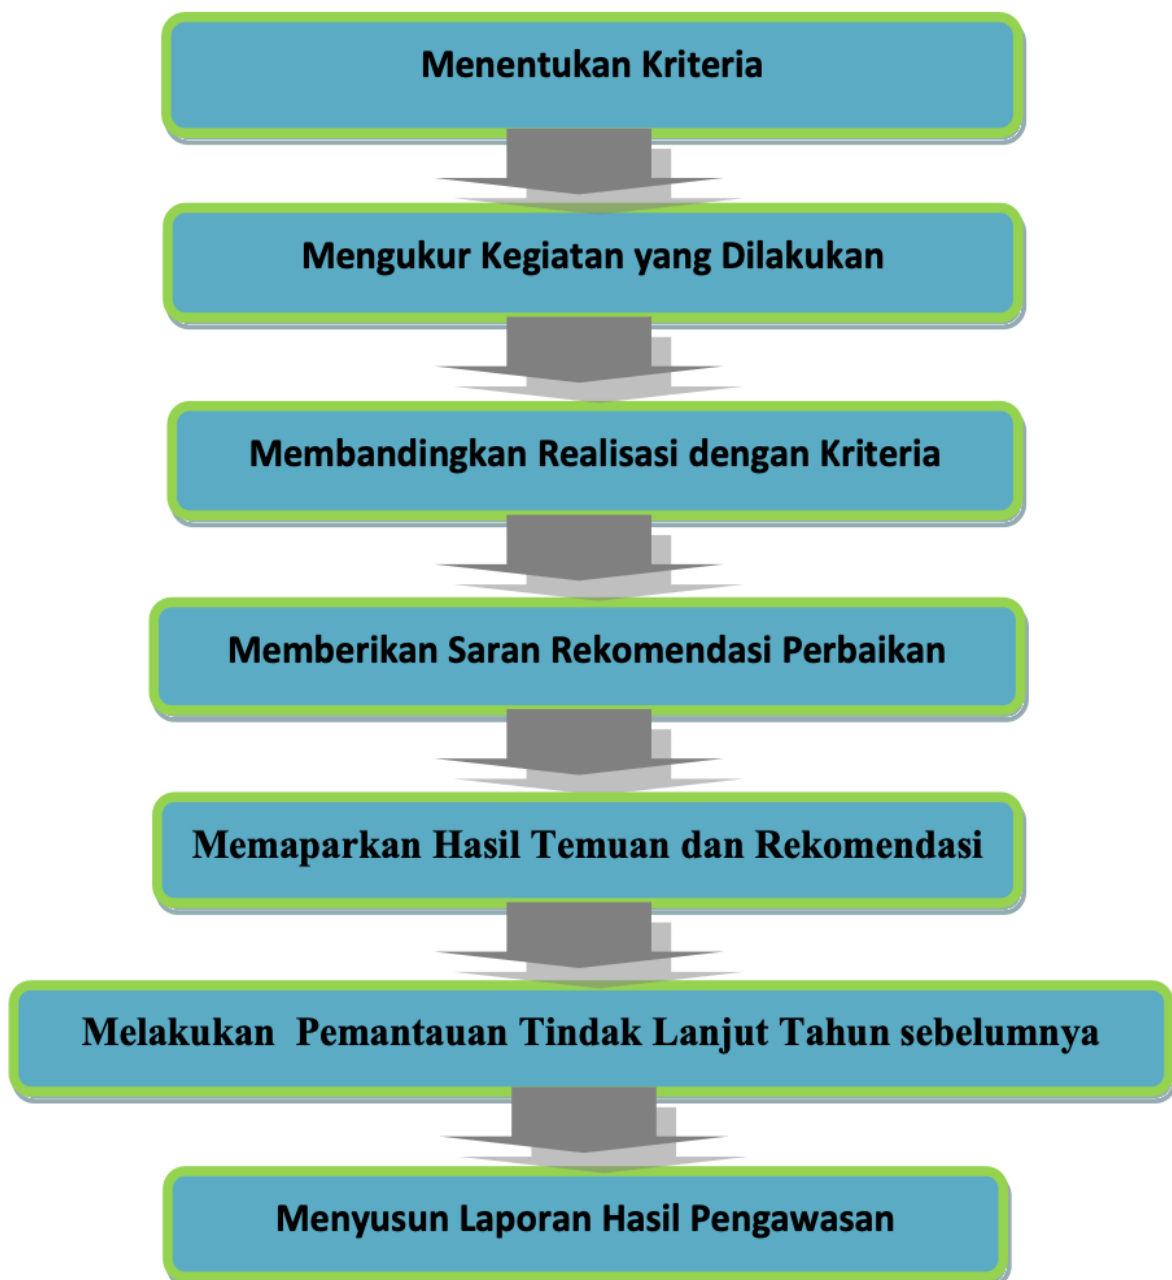 Menentukan Kriteria
Mengukur Kegiatan yang Dilakukan
Membandingkan Realisasi dengan Kriteria
Memberikan Saran Rekomendasi Perbaikan
Memaparkan Hasil Temuan dan Rekomendasi
Melakukan Pemantauan Tindak Lanjut Tahun sebelumnya
Menyusun Laporan Hasil Pengawasan